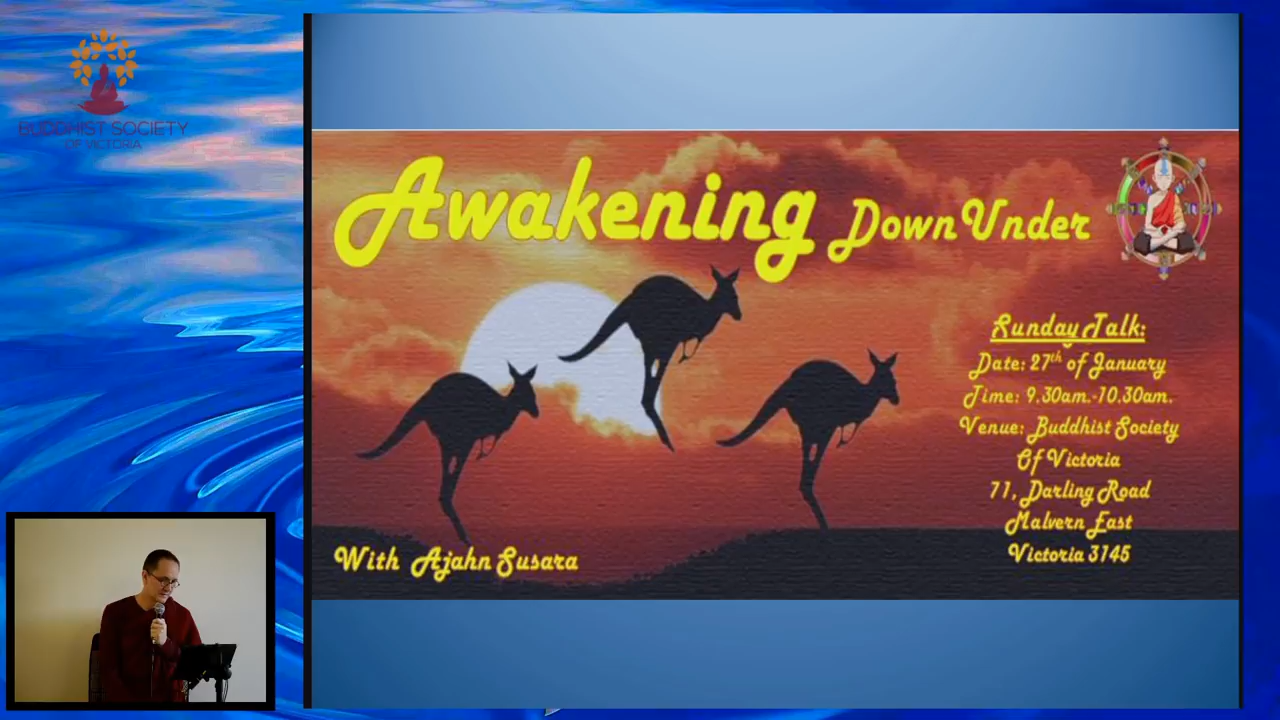 BUDDHIST SOCIETY
OF VICTORIA
Awakening Down Under
Sunday Talk:
Date: 27th of January
Time: 9.30am.-10.30am.
Venue: Buddhist Society
Of Victoria
71, Darling Road
Malvern East
Victoria 3145
With Ajahn Susara